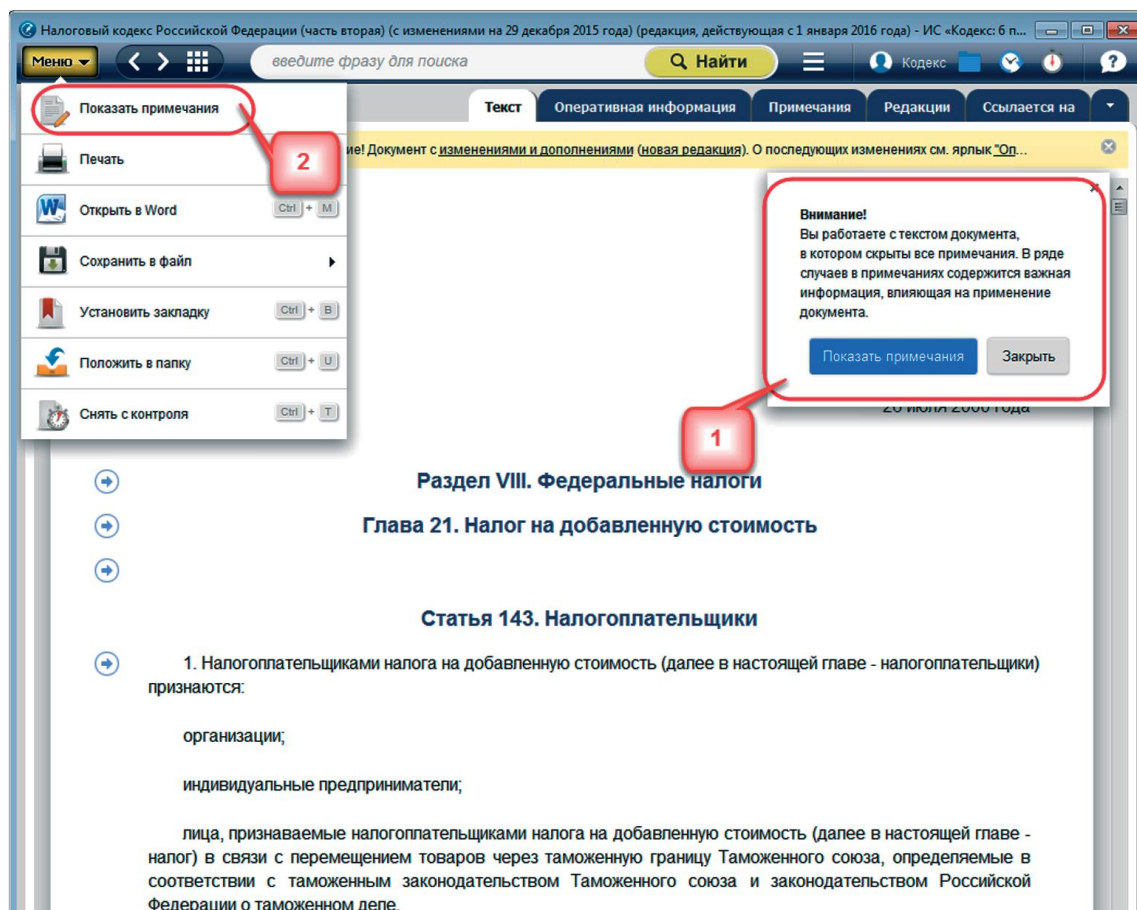 Налоговый кодекс Российской Федерации (часть вторая) (с изменениями на 29 декабря 2015 года) (редакция, действующая с 1 января 2016 года) - ИС «Кодекс: 6 п...
Меню
введите фразу для поиска
Найти
Кодекс
?
Показать примечания
Текст
Оперативная информация
Примечания
Редакции
Ссылается на
Печать
2
ие! Документ с изменениями и дополнениями (новая редакция). О последующих изменениях см. ярлык "Оп...
Открыть в Word Ctrl + M
Сохранить в файл
Установить закладку Ctrl + B
Положить в папку Ctrl + U
Снять с контроля Ctrl + T
Внимание!
Вы работаете с текстом документа,
в котором скрыты все примечания. В ряде
случаев в примечаниях содержится важная
информация, влияющая на применение
документа.
Показать примечания
Закрыть
1
Раздел VIII. Федеральные налоги
Глава 21. Налог на добавленную стоимость
Статья 143. Налогоплательщики
1. Налогоплательщиками налога на добавленную стоимость (далее в настоящей главе - налогоплательщики)
признаются:
организации;
индивидуальные предприниматели;
лица, признаваемые налогоплательщиками налога на добавленную стоимость (далее в настоящей главе -
налог) в связи с перемещением товаров через таможенную границу Таможенного союза, определяемые в
соответствии с таможенным законодательством Таможенного союза и законодательством Российской
Федерации о таможенном деле.